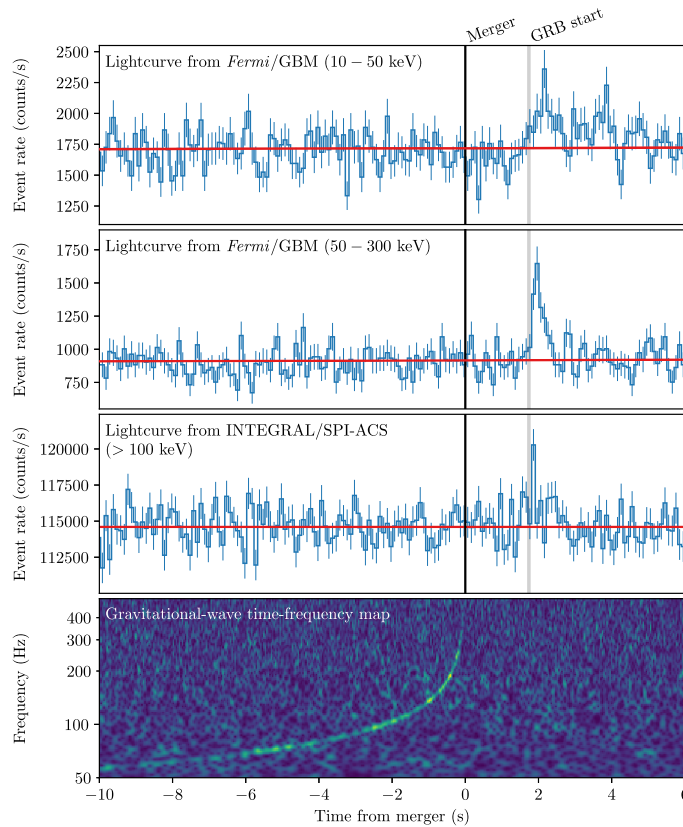 Merger GRB start
Lightcurve from Fermi/GBM (10 – 50 keV)
Event rate (counts/s)
2500
2250
2000
1750
1500
1250
Lightcurve from Fermi/GBM (50 – 300 keV)
Event rate (counts/s)
1750
1500
1250
1000
750
Lightcurve from INTEGRAL/SPI-ACS
(> 100 keV)
Event rate (counts/s)
120000
117500
115000
112500
Gravitational-wave time-frequency map
Frequency (Hz)
400
300
200
100
50
−10 −8 −6 −4 −2 0 2 4 6
Time from merger (s)